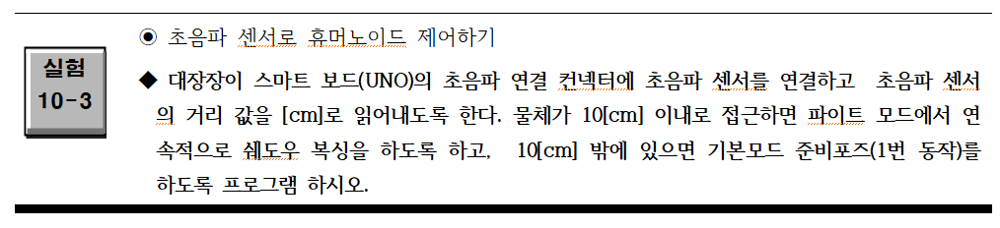 실험
10-3
◉ 초음파 센서로 휴머노이드 제어하기
◆ 대장장이 스마트 보드(UNO)의 초음파 연결 컨넥터에 초음파 센서를 연결하고 초음파 센서
의 거리 값을 [cm]로 읽어내도록 한다. 물체가 10[cm] 이내로 접근하면 파이트 모드에서 연
속적으로 쉐도우 복싱을 하도록 하고, 10[cm] 밖에 있으면 기본모드 준비포즈(1번 동작)를
하도록 프로그램 하시오.